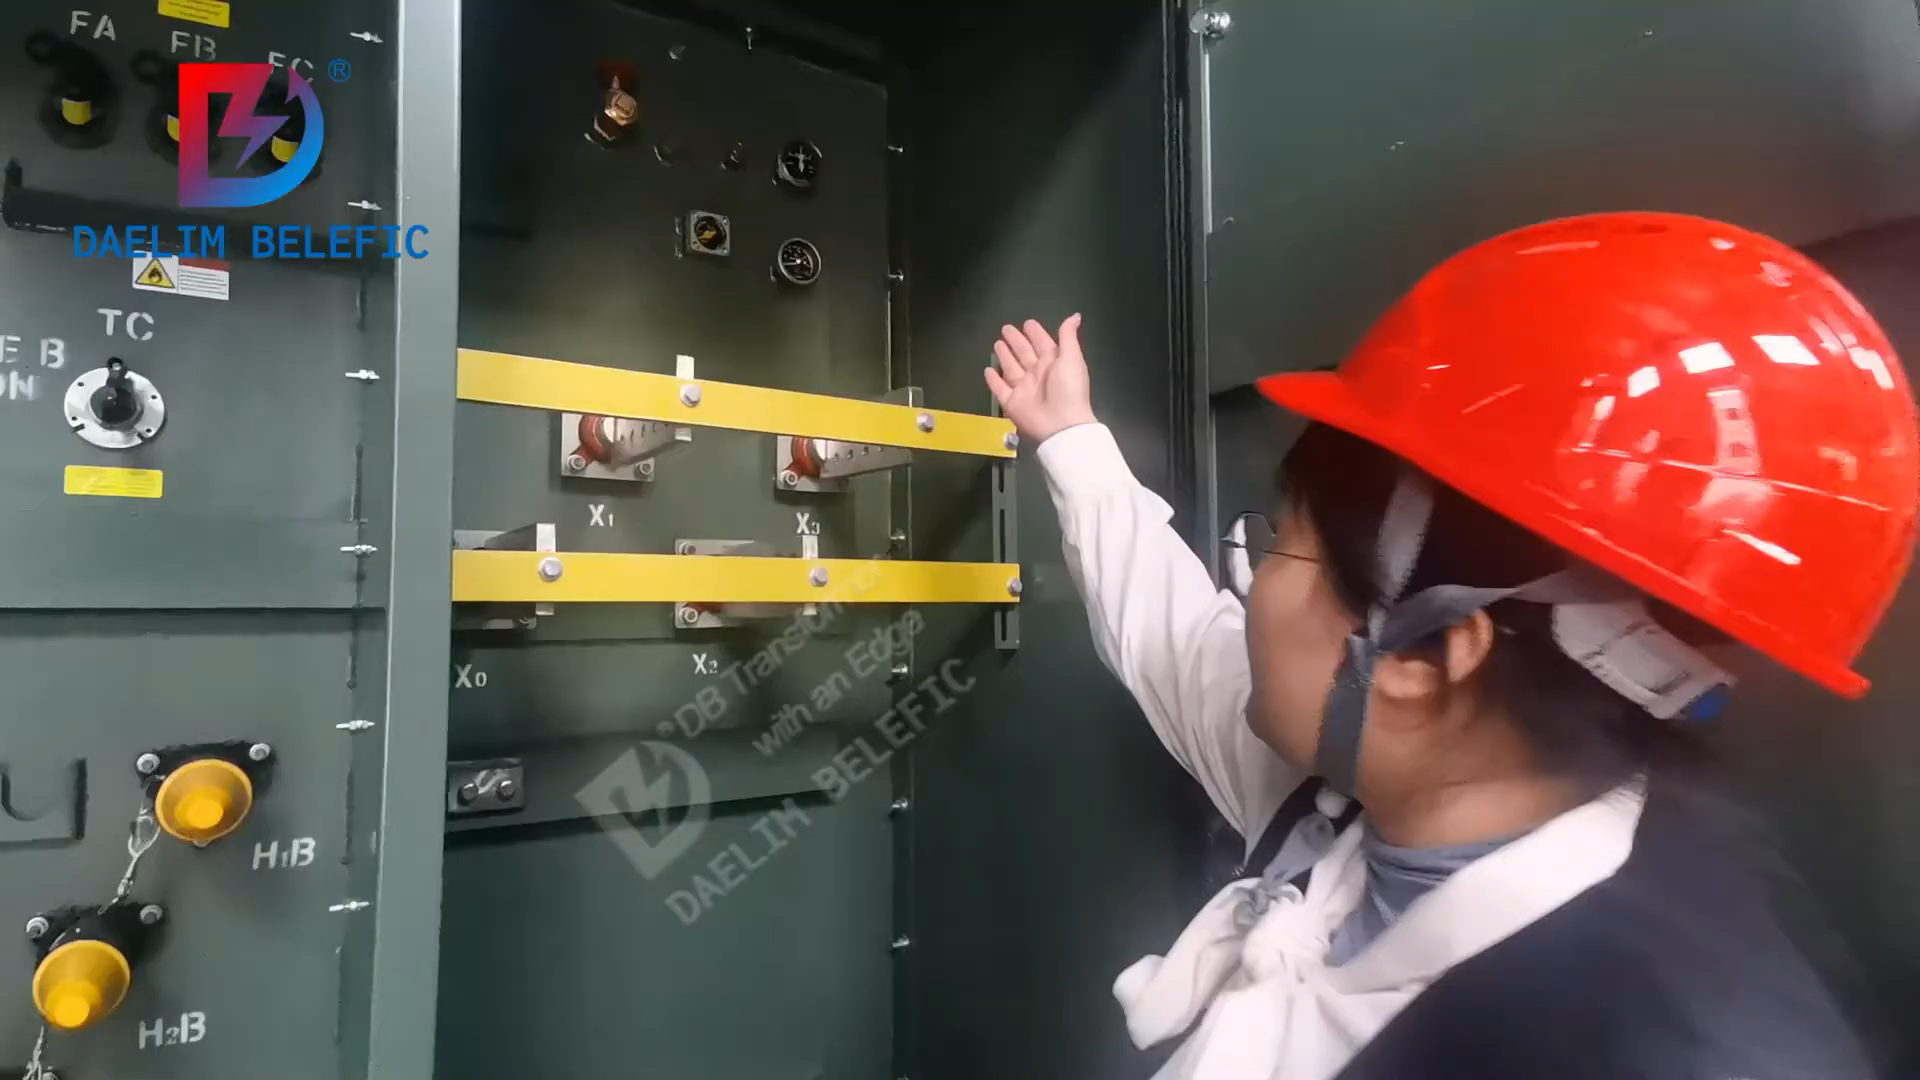 FA
FB
FC
®
DAELIM BELEFIC
TC
E B
ON
X1
X3
X0
X2
® DB Transformer
with an Edge
DAELIM BELEFIC
H1B
H2B